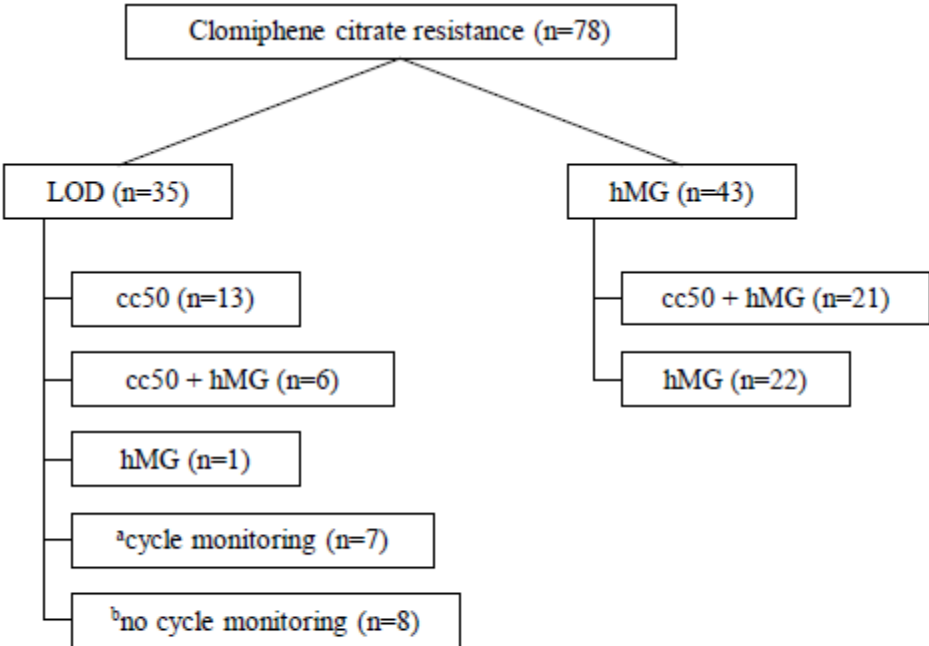 Clomiphene citrate resistance (n=78)
LOD (n=35)
hMG (n=43)
cc50 (n=13)
cc50 + hMG (n=21)
cc50 + hMG (n=6)
hMG (n=22)
hMG (n=1)
ᵃcycle monitoring (n=7)
ᵇno cycle monitoring (n=8)